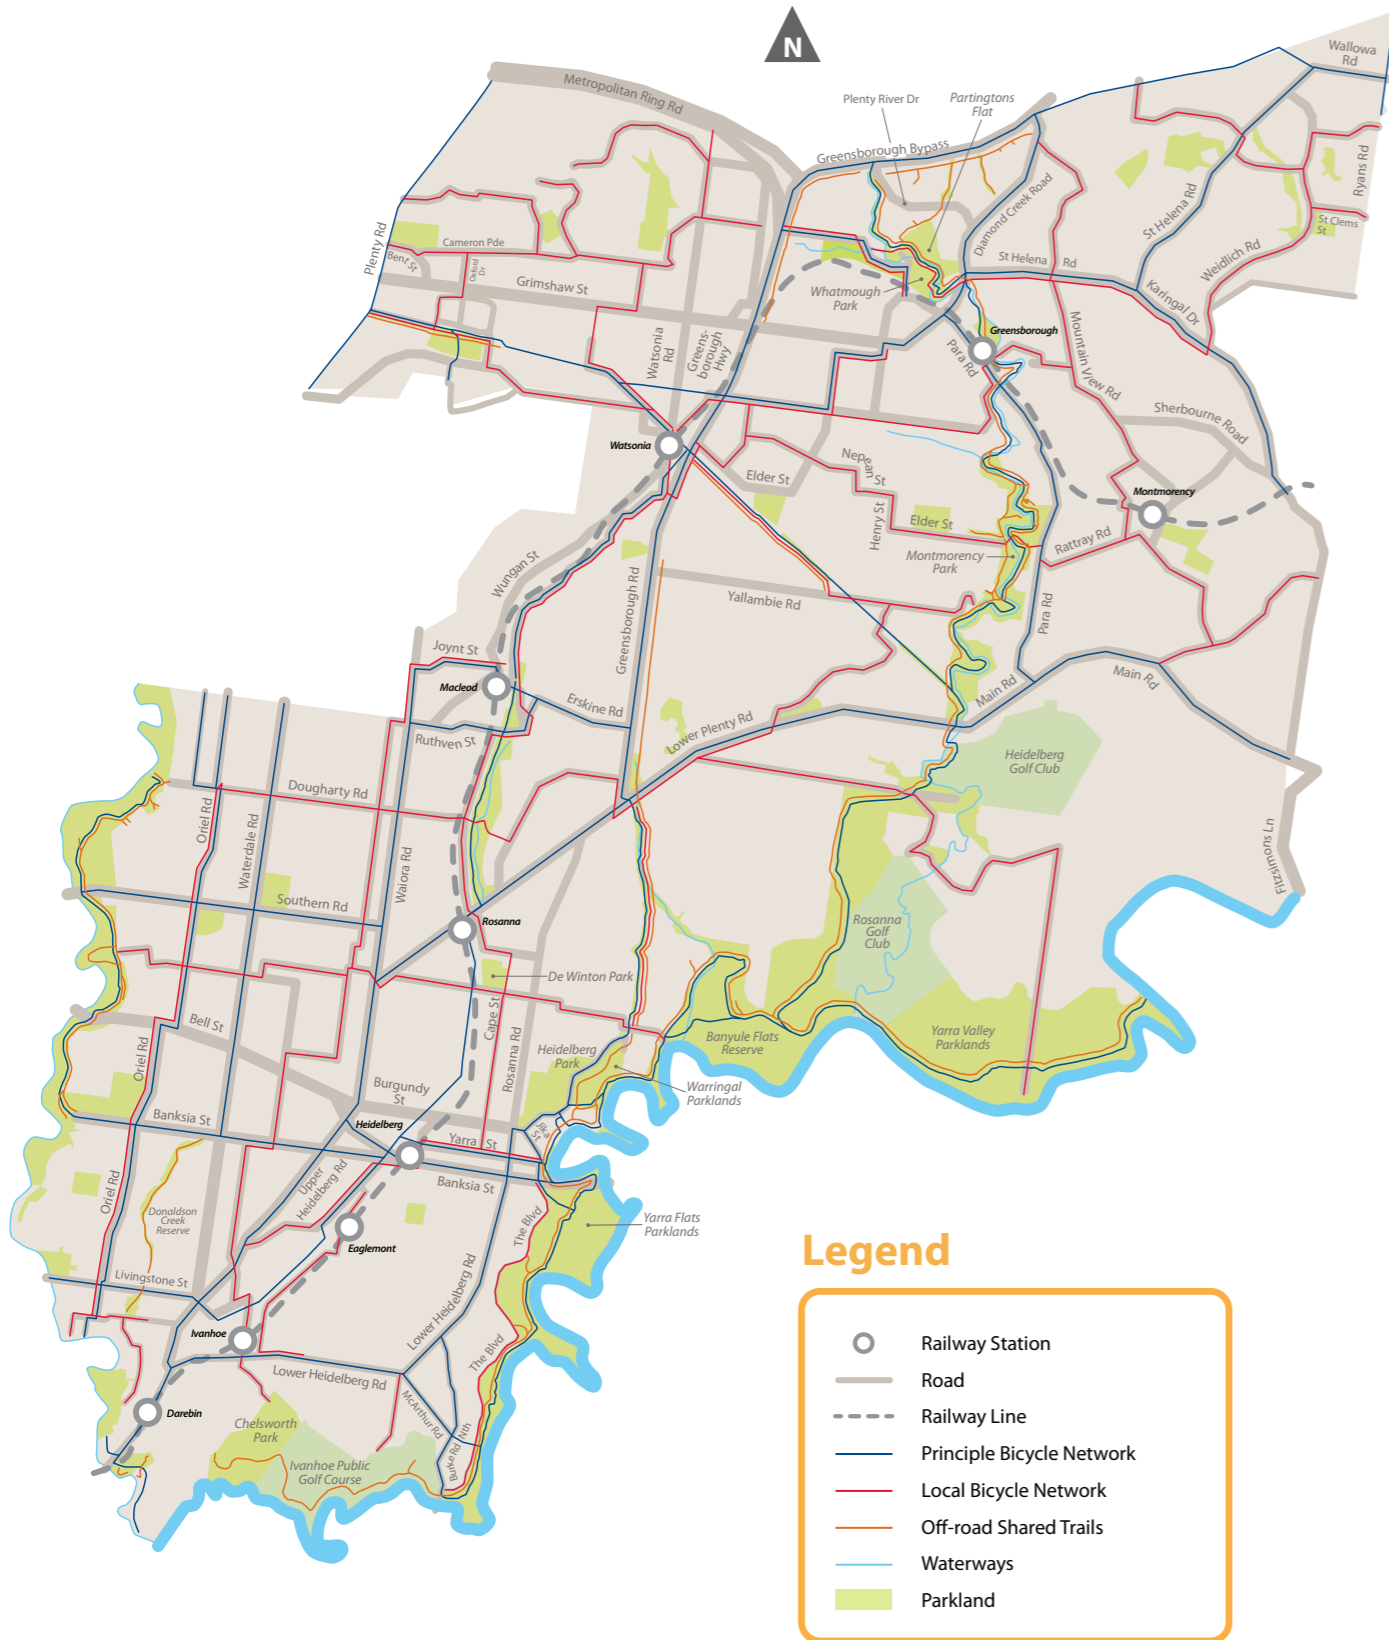 N
Wallowa
Rd
Metropolitan Ring Rd
Plenty River Dr
Partingtons
Flat
Greensborough Bypass
Ryans Rd
Diamond Creek Road
St Helena Rd
St Clems
St
Plenty Rd
Cameron Pde
Bent St
Oxford
Dr
Grimshaw St
St Helena Rd
Weidlich Rd
Karingal Dr
Whatmough
Park
Greensborough
Watsonia
Rd
Greens-
borough
Hwy
Para Rd
Mountain View Rd
Sherbourne Road
Watsonia
Nepean St
Elder St
Henry St
Elder St
Montmorency
Rattray Rd
Montmorency
Park
Wungan St
Greensborough Rd
Yallambie Rd
Para Rd
Joynt St
Macleod
Erskine Rd
Ruthven St
Lower Plenty Rd
Main Rd
Main Rd
Heidelberg
Golf Club
Dougharty Rd
Oriel Rd
Waterdale Rd
Waiora Rd
Fitzsimons Ln
Southern Rd
Rosanna
Rosanna
Golf
Club
De Winton Park
Cape St
Bell St
Oriel Rd
Rosanna Rd
Heidelberg
Park
Banyule Flats
Reserve
Yarra Valley
Parklands
Warringal
Parklands
Burgundy
St
Banksia St
Heidelberg
Yarra St
Jika
St
Oriel Rd
Upper
Heidelberg Rd
Banksia St
Donaldson
Creek
Reserve
The Blvd
Yarra Flats
Parklands
Eaglemont
Livingstone St
Lower Heidelberg Rd
Ivanhoe
The Blvd
Lower Heidelberg Rd
McArthur Rd
Darebin
Chelsworth
Park
Burke Rd Nth
Ivanhoe Public
Golf Course
Legend
Railway Station
Road
Railway Line
Principle Bicycle Network
Local Bicycle Network
Off-road Shared Trails
Waterways
Parkland